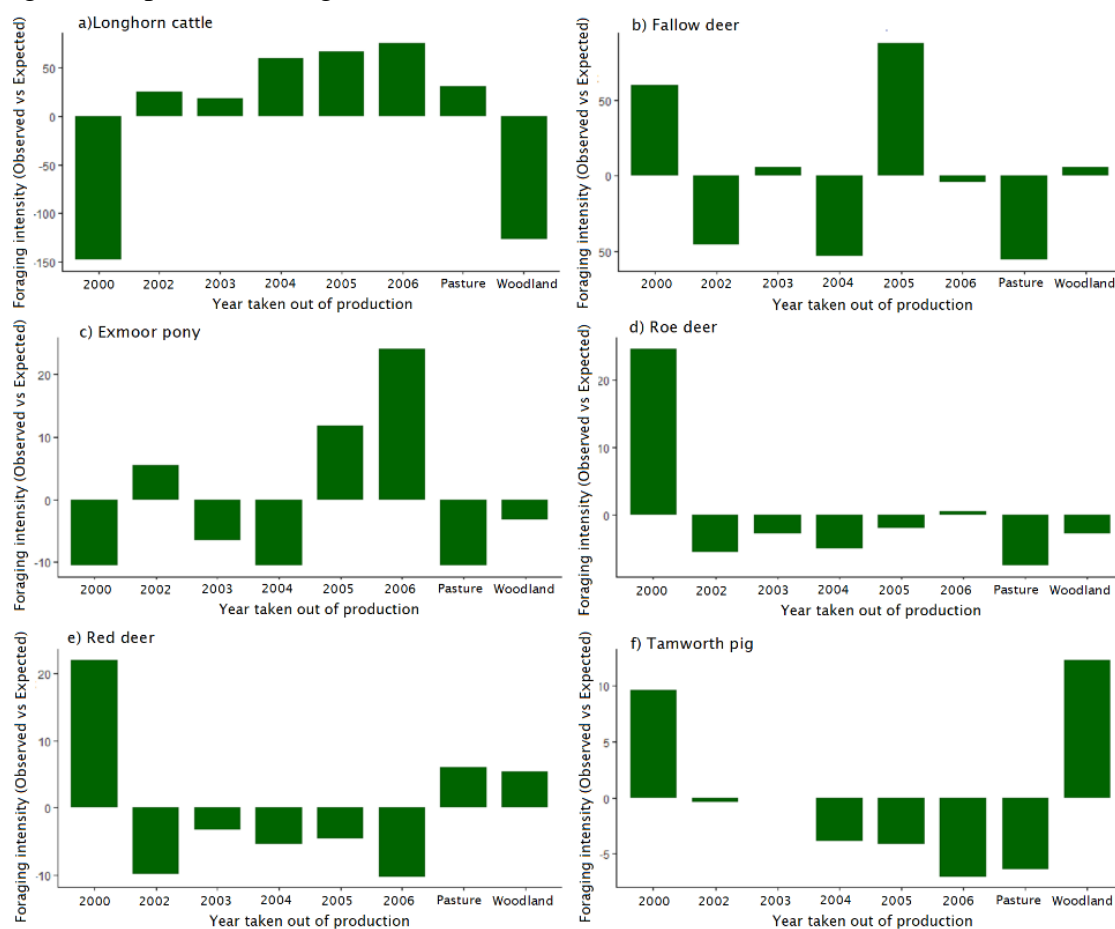 a)Longhorn cattle
Foraging intensity (Observed vs Expected)
50
0
-50
-100
-150
2000 2002 2003 2004 2005 2006 Pasture Woodland
Year taken out of production
b) Fallow deer
Foraging intensity (Observed vs Expected)
50
0
50
2000 2002 2003 2004 2005 2006 Pasture Woodland
Year taken out of production
c) Exmoor pony
Foraging intensity (Observed vs Expected)
20
10
0
-10
2000 2002 2003 2004 2005 2006 Pasture Woodland
Year taken out of production
d) Roe deer
Foraging intensity (Observed vs Expected)
20
10
0
2000 2002 2003 2004 2005 2006 Pasture Woodland
Year taken out of production
e) Red deer
Foraging intensity (Observed vs Expected)
20
10
0
-10
2000 2002 2003 2004 2005 2006 Pasture Woodland
Year taken out of production
f) Tamworth pig
Foraging intensity (Observed vs Expected)
10
5
0
-5
2000 2002 2003 2004 2005 2006 Pasture Woodland
Year taken out of production